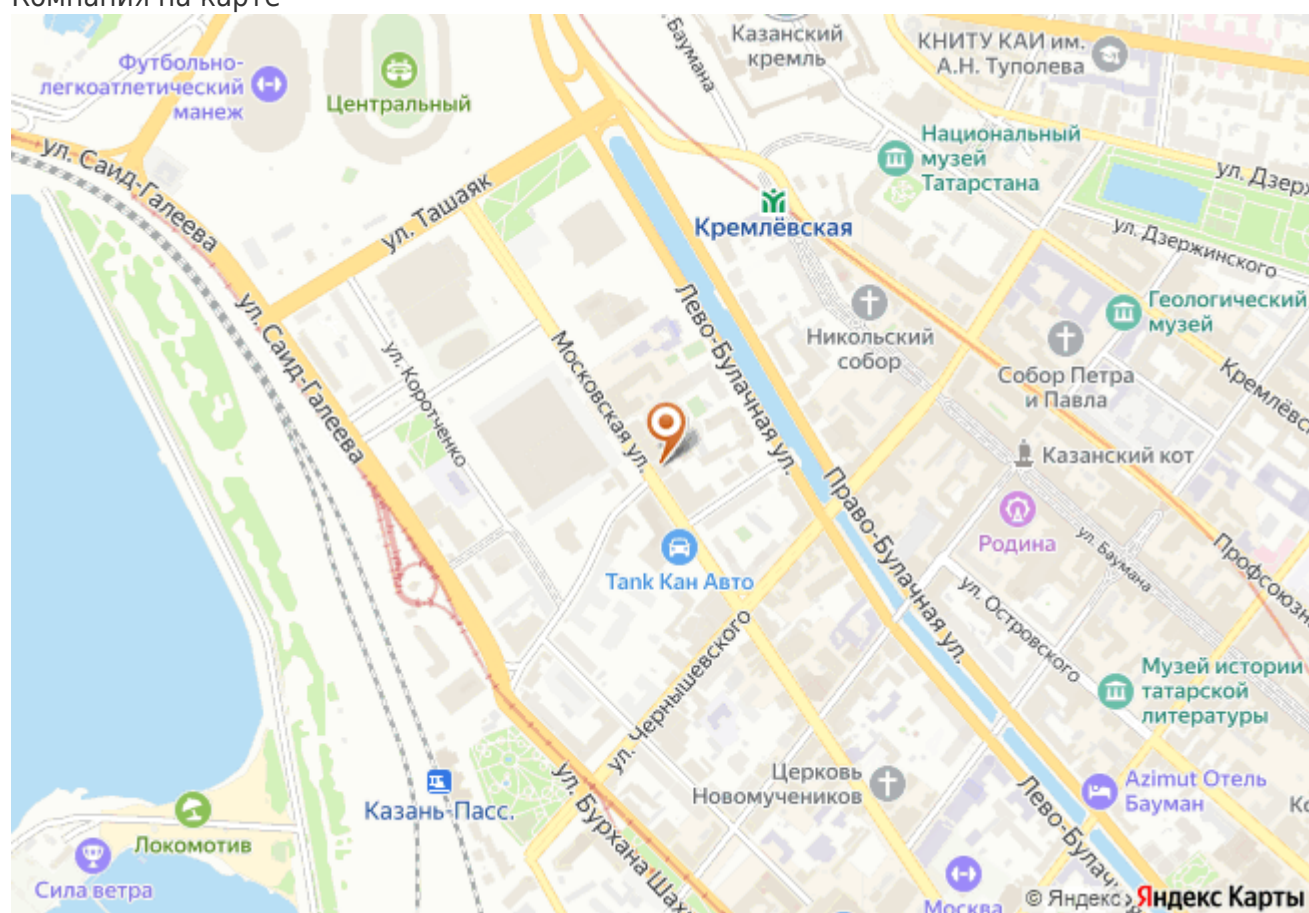 Компания на карте
Казанский
кремль
КНИТУ КАИ им.
А.Н. Туполева
Футбольно-
легкоатлетический
манеж
Центральный
ул. Баумана
Национальный
музей
Татарстана
ул. Саид-Галеева
ул. Ташаяк
Кремлёвская
ул. Дзерж
ул. Дзержинского
ул. Саид-Галеева
ул. Коротченко
Московская ул.
Лево-Булачная ул.
Никольский
собор
Геологический
музей
Собор Петра
и Павла
Кремлёвс
Казанский кот
Право-Булачная ул.
Родина
ул. Баумана
Профсоюзн
Tank Кан Авто
ул. Островского
ул. Чернышевского
Музей истории
татарской
литературы
Церковь
Новомучеников
Azimut Отель
Бауман
Казань-Пасс.
Локомотив
Сила ветра
ул. Бурхана Шах
Лево-Булач
Москва
© Яндекс
Яндекс Карты